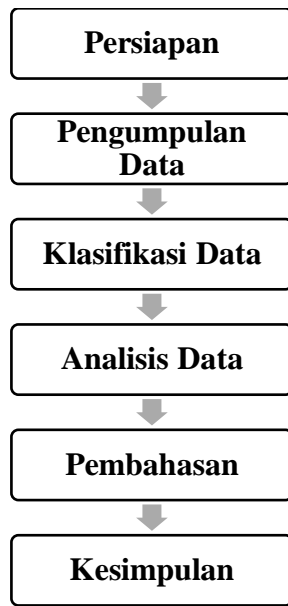 Persiapan
Pengumpulan
Data
Klasifikasi Data
Analisis Data
Pembahasan
Kesimpulan